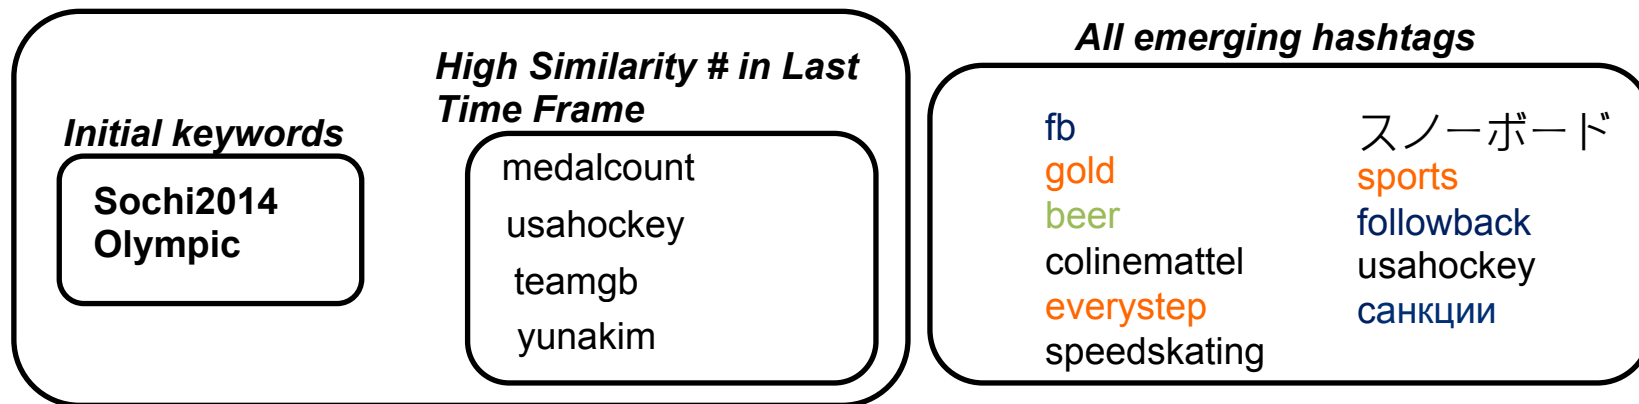 Initial keywords
Sochi2014
Olympic
High Similarity # in Last
Time Frame
medalcount
usahockey
teamgb
yunakim
All emerging hashtags
fb
gold
beer
colinemattel
everystep
speedskating
スノーボード
sports
followback
usahockey
санкции